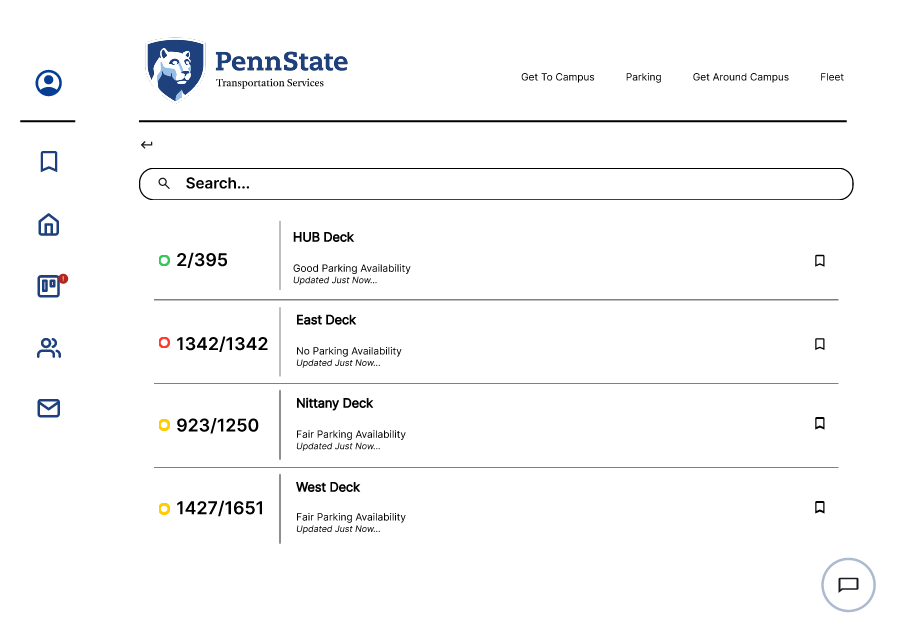 PennState
Transportation Services
Get To Campus Parking Get Around Campus Fleet
Search...
2/395
HUB Deck
Good Parking Availability
Updated Just Now...
1342/1342
East Deck
No Parking Availability
Updated Just Now...
923/1250
Nittany Deck
Fair Parking Availability
Updated Just Now...
1427/1651
West Deck
Fair Parking Availability
Updated Just Now...